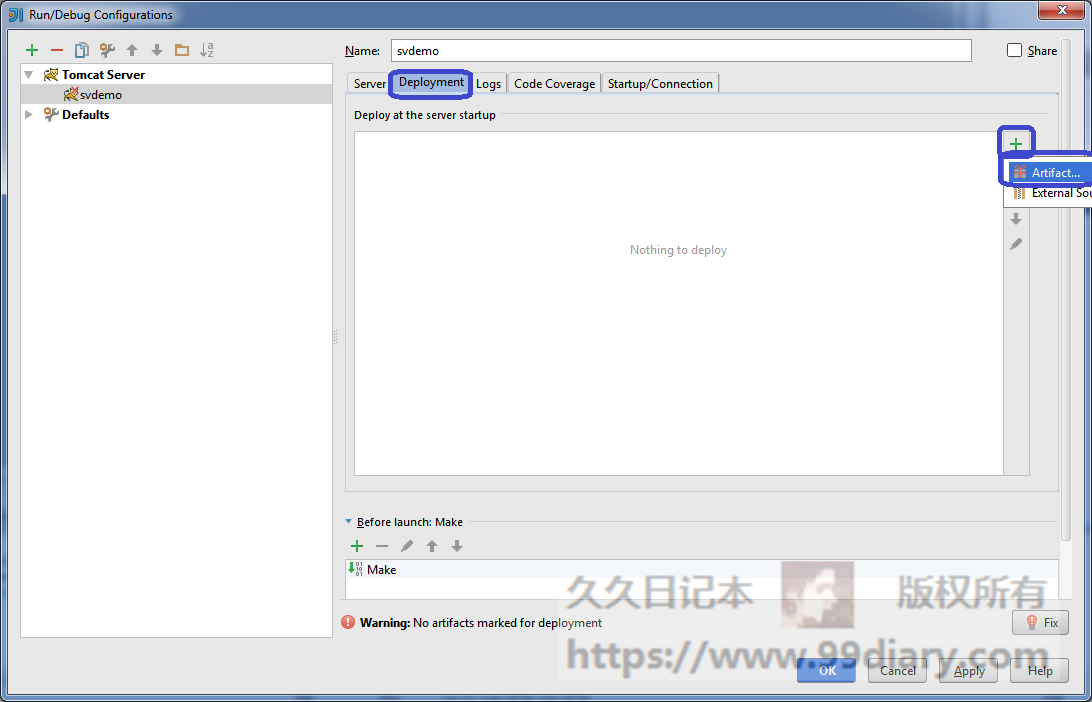 Run/Debug Configurations
Name: svdemo Share
Tomcat Server
svdemo
Defaults
Server Deployment Logs Code Coverage Startup/Connection
Deploy at the server startup
Artifact...
External
Nothing to deploy
Before launch: Make
Make
久久日记本 版权所有
Warning: No artifacts marked for deployment
Fix
https://www.99diary.com
OK Cancel Apply Help